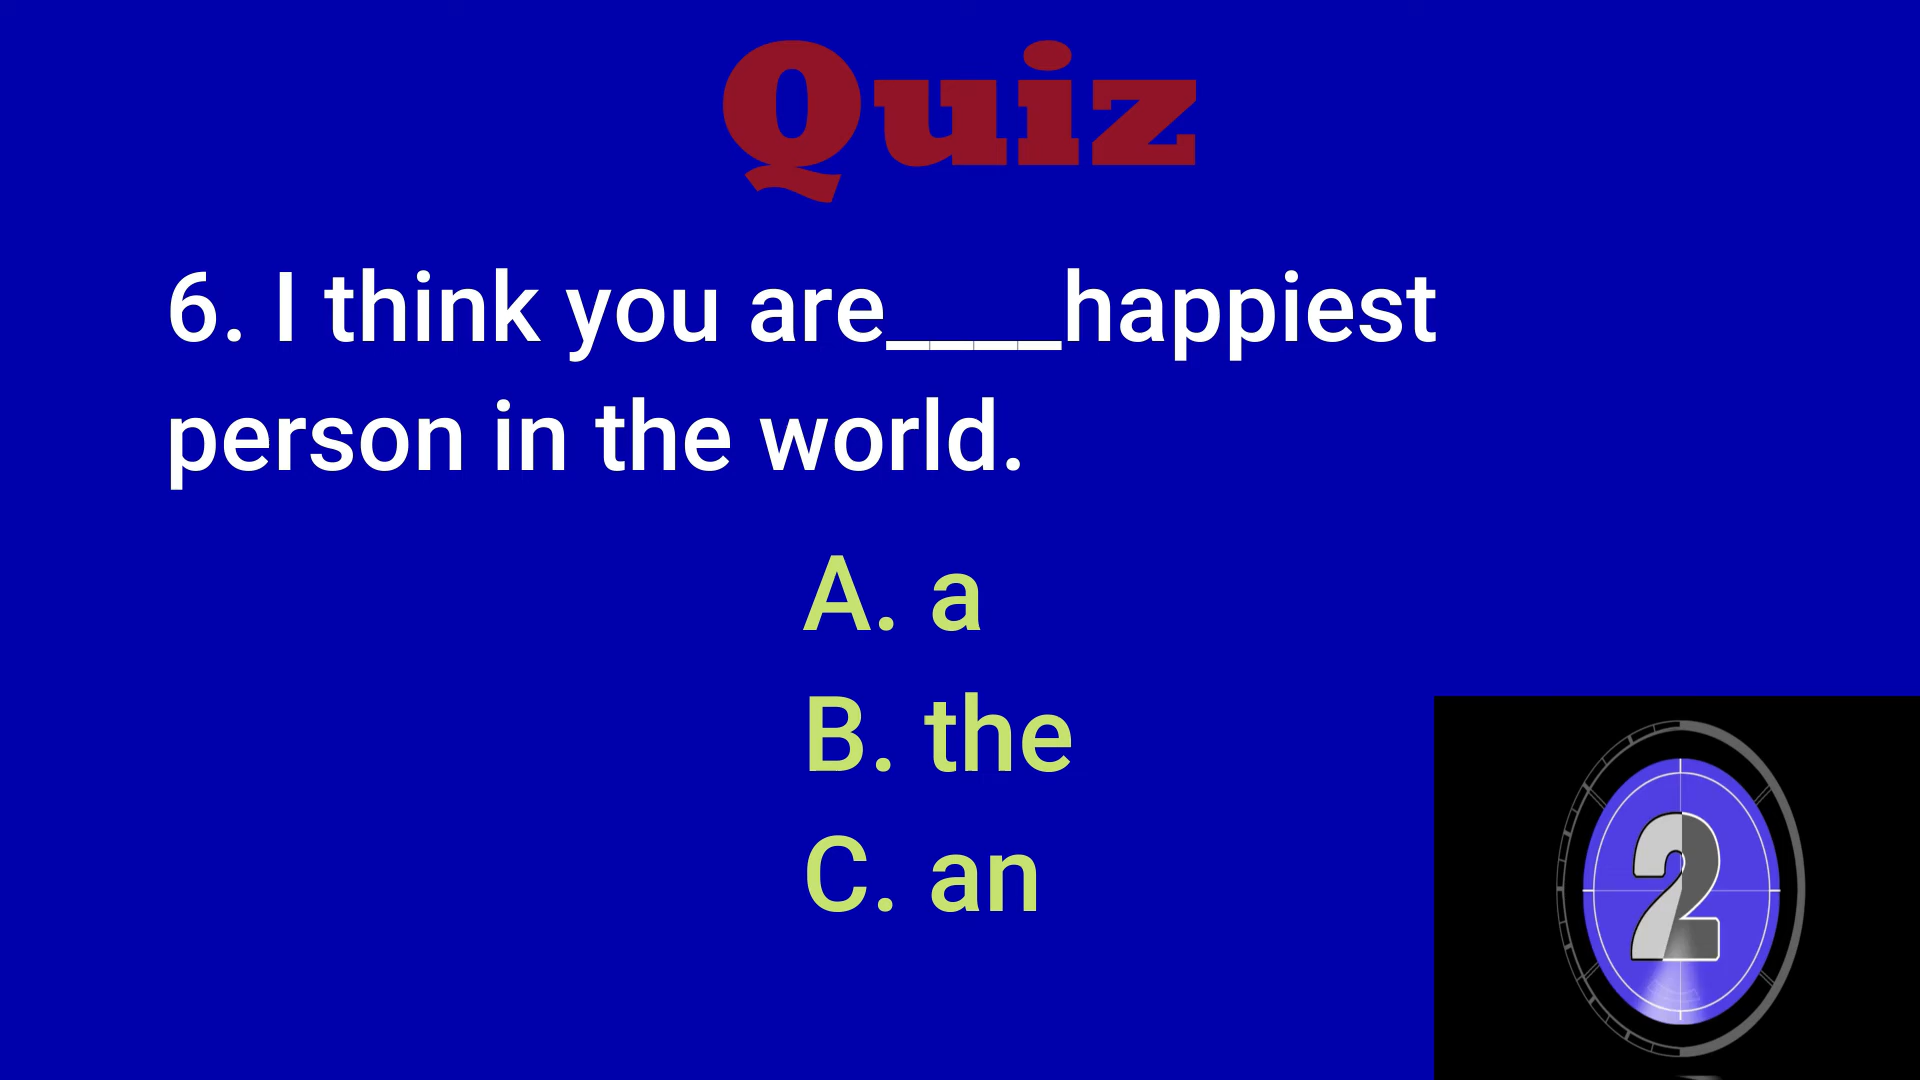 Quiz
6. I think you are____happiest
person in the world.
A. a
B. the
C. an
2